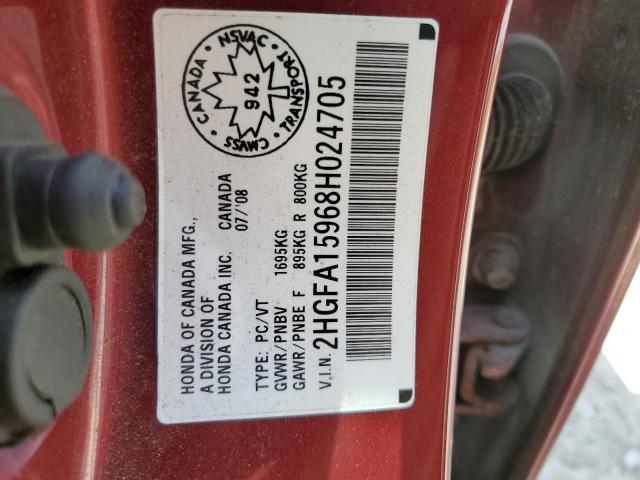 HONDA OF CANADA MFG.,
A DIVISION OF
HONDA CANADA INC. CANADA
07/'08
TYPE: PC/VT
GVWR/PNBV 1695KG
GAWR/PNBE F 895KG R 800KG
V.I.N. 2HGFA15968H024705
CANADA · NSVAC ·
TRANSPORT · CMVSS ·
942